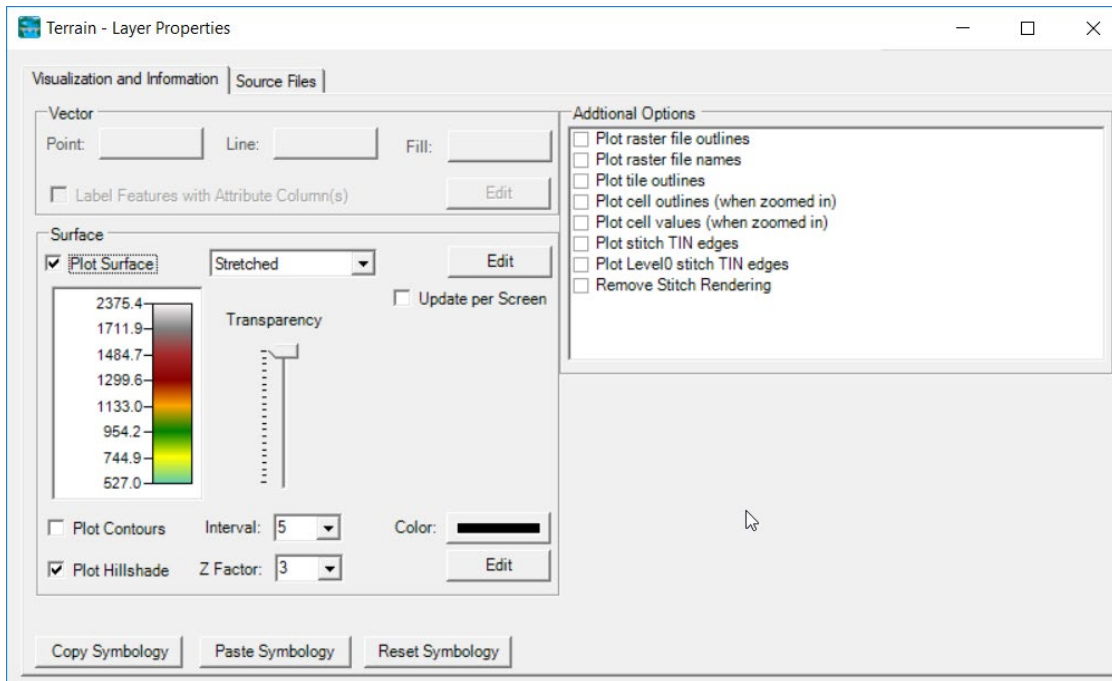 Terrain - Layer Properties
Visualization and Information
Source Files
Vector
Point:
Line:
Fill:
Label Features with Attribute Column(s)
Edit
Surface
Plot Surface
Stretched
Edit
Update per Screen
2375.4
1711.9
1484.7
1299.6
1133.0
954.2
744.9
527.0
Transparency
Plot Contours
Interval:
5
Color:
Plot Hillshade
Z Factor:
3
Edit
Addtional Options
Plot raster file outlines
Plot raster file names
Plot tile outlines
Plot cell outlines (when zoomed in)
Plot cell values (when zoomed in)
Plot stitch TIN edges
Plot Level0 stitch TIN edges
Remove Stitch Rendering
Copy Symbology
Paste Symbology
Reset Symbology